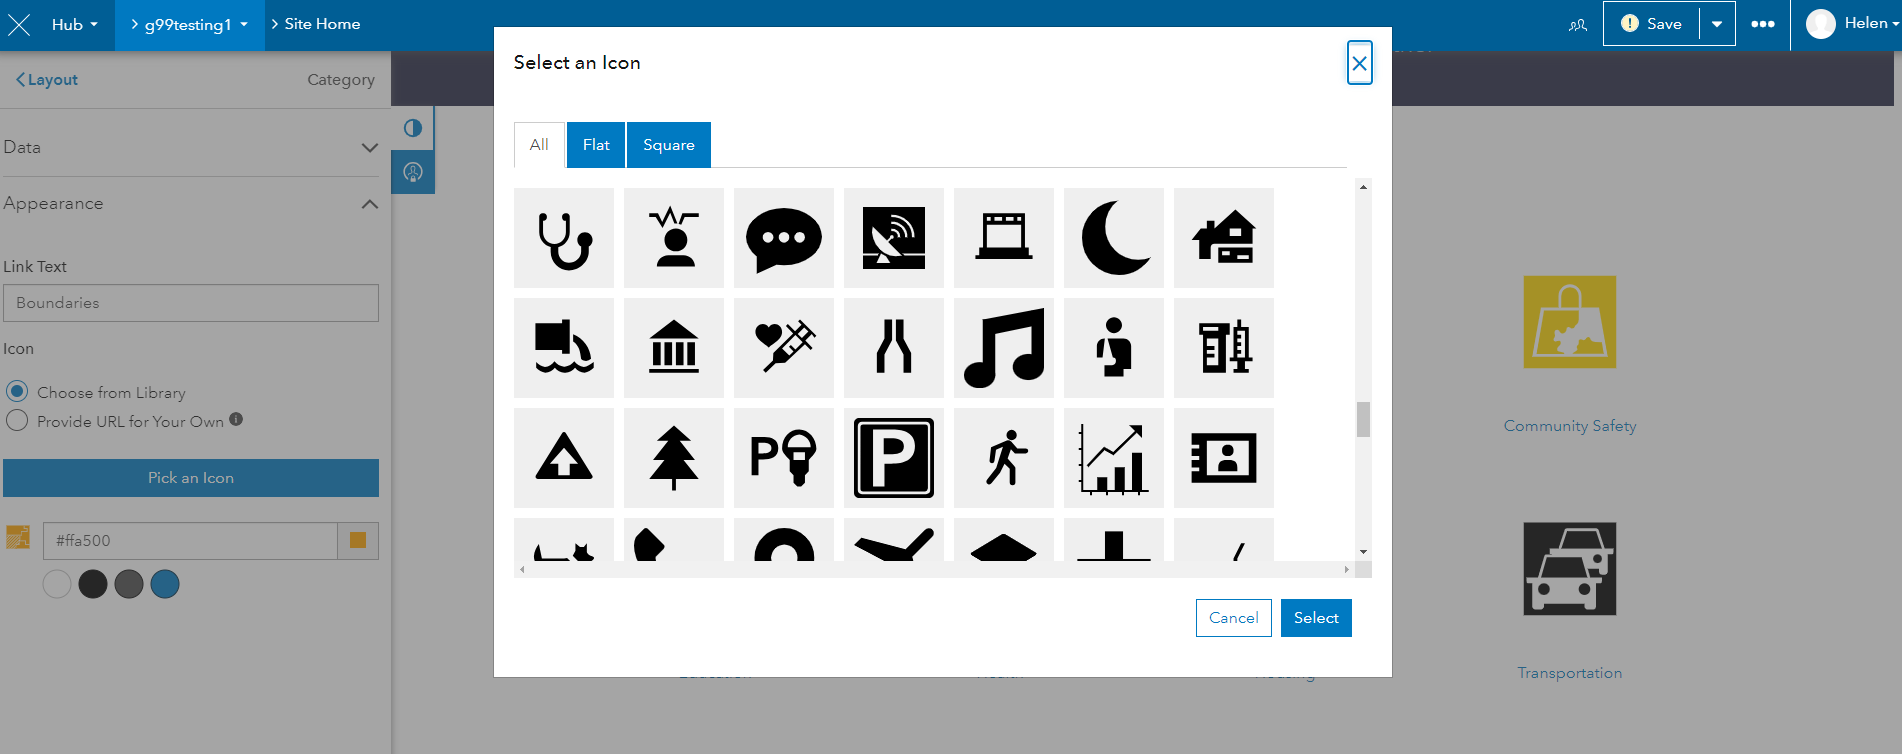 Hub
g99testing1
Site Home
Save
Helen
Layout
Category
Data
Appearance
Link Text
Boundaries
Icon
Choose from Library
Provide URL for Your Own
Pick an Icon
#ffa500
Select an Icon
All
Flat
Square
P
P
Cancel
Select
Community Safety
Transportation